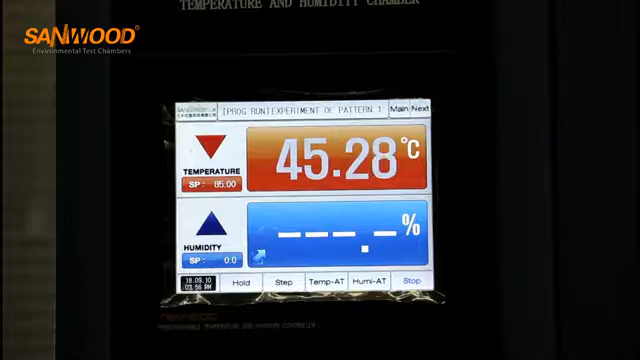 TEMPERATURE AND HUMIDITY CHAMBER
SANWOOD®
Environmental Test Chambers
SANWOOD
[PROG RUN]EXPERIMENT OF PATTERN 1
Main Next
45.28 °C
TEMPERATURE
SP: 85.00
---.- %
HUMIDITY
SP: 0.0
18.09.10
03.56 PM
Hold Step Temp-AT Humi-AT Stop